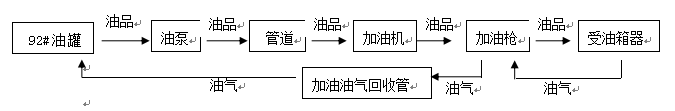 油品 油品 油品 油品 油品
92#油罐 油泵 管道 加油机 加油枪 受油箱器
油气 加油油气回收管 油气 油气